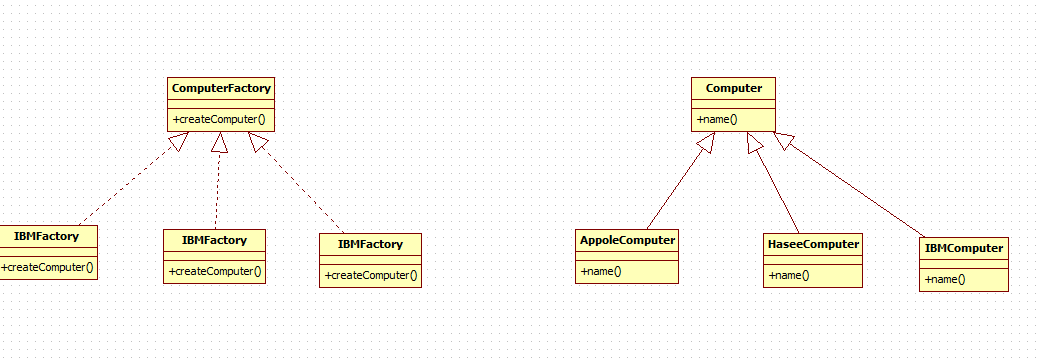 ComputerFactory
+createComputer()
Computer
+name()
IBMFactory
+createComputer()
IBMFactory
+createComputer()
IBMFactory
+createComputer()
AppoleComputer
+name()
HaseeComputer
+name()
IBMComputer
+name()